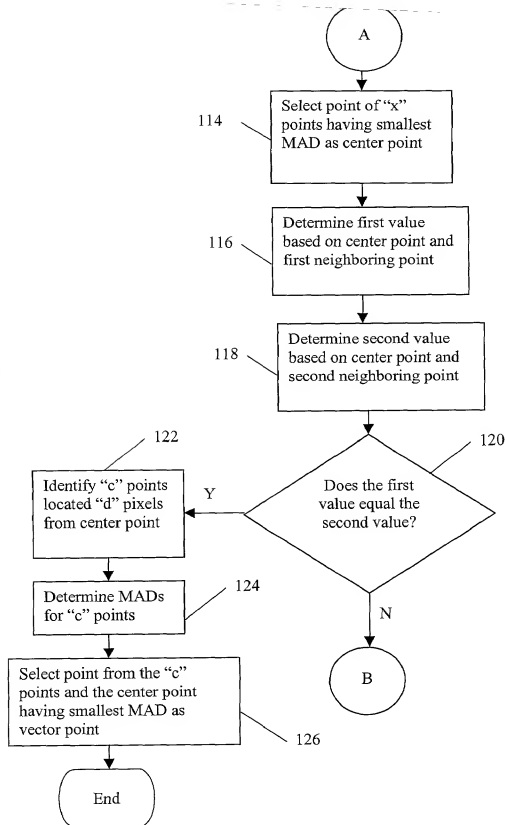 A
114
Select point of “x”
points having smallest
MAD as center point
116
Determine first value
based on center point and
first neighboring point
118
Determine second value
based on center point and
second neighboring point
120
Does the first
value equal the
second value?
Y
N
B
122
Identify “c” points
located “d” pixels
from center point
124
Determine MADs
for “c” points
Select point from the “c”
points and the center point
having smallest MAD as
vector point
126
End